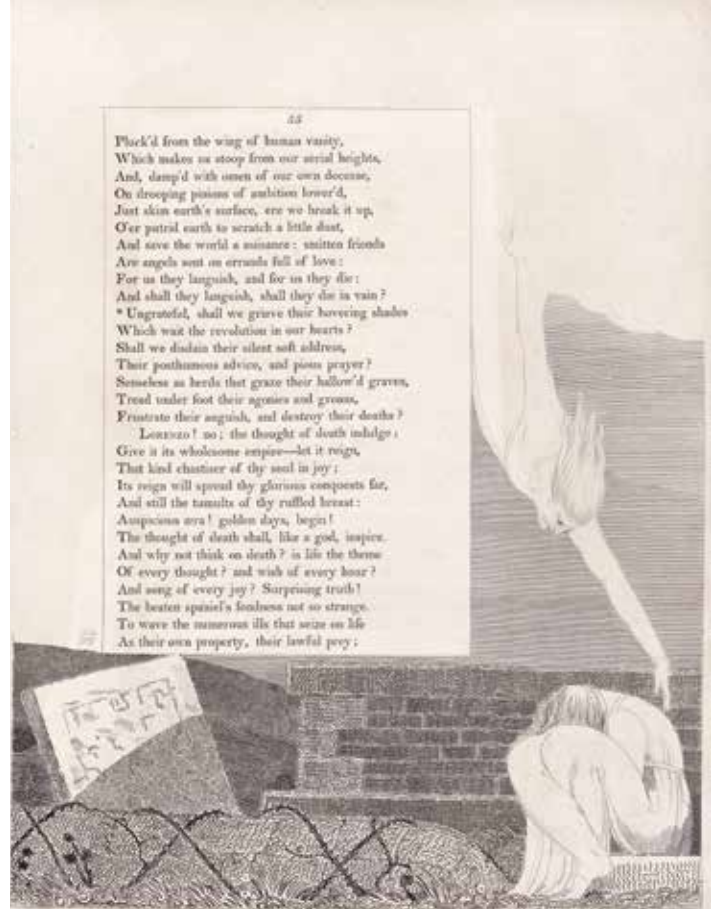 Pluck'd from the wing of human vanity,
Which makes us stoop from our aerial heights,
And, damp'd with omen of our own decease,
On drooping pinions of ambition lower'd,
Just skim earth's surface, ere we break it up,
O'er putrid earth to scratch a little dust,
And save the world a nuisance: smitten friends
Are angels sent on errands full of love:
For us they languish, and for us they die:
And shall they languish, shall they die in vain?
* Ungrateful, shall we grieve their hovering shades
Which wait the revolution in our hearts?
Shall we disdain their silent soft address,
Their posthumous advice, and pious prayer?
Senseless as herds that graze their hallow'd graves,
Tread under foot their agonies and groans,
Frustrate their anguish, and destroy their deaths?
LORENZO! no; the thought of death indulge;
Give it its wholesome empire—let it reign,
That kind chastiser of thy soul in joy;
Its reign will spread thy glorious conquests far,
And still the tumults of thy ruffled breast:
Auspicious æra! golden days, begin!
The thought of death shall, like a god, inspire.
And why not think on death? is life the theme
Of every thought? and wish of every hour?
And song of every joy? Surprising truth!
The beaten spaniel's fondness not so strange.
To wave the numerous ills that seize on life
As their own property, their lawful prey;